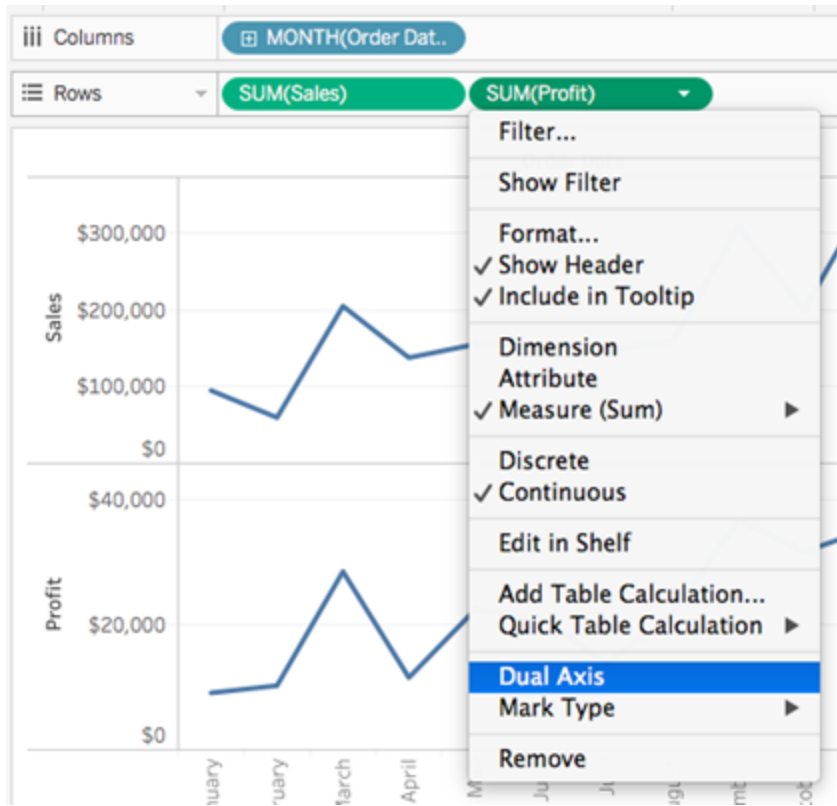 Columns
MONTH(Order Dat..
Rows
SUM(Sales)
SUM(Profit)
Filter...
Show Filter
Format...
Show Header
Include in Tooltip
Dimension
Attribute
Measure (Sum)
Discrete
Continuous
Edit in Shelf
Add Table Calculation...
Quick Table Calculation
Dual Axis
Mark Type
Remove
Sales
$300,000
$200,000
$100,000
$0
Profit
$40,000
$20,000
$0
April